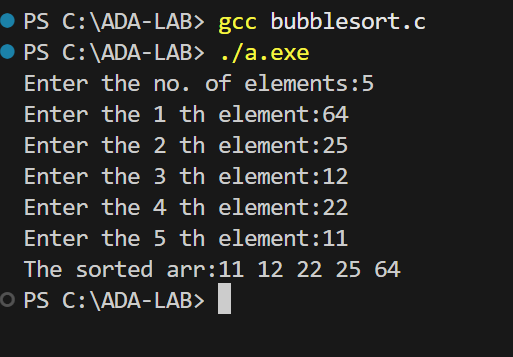 PS C:\ADA-LAB> gcc bubblesort.c
PS C:\ADA-LAB> ./a.exe
Enter the no. of elements:5
Enter the 1 th element:64
Enter the 2 th element:25
Enter the 3 th element:12
Enter the 4 th element:22
Enter the 5 th element:11
The sorted arr:11 12 22 25 64
PS C:\ADA-LAB>